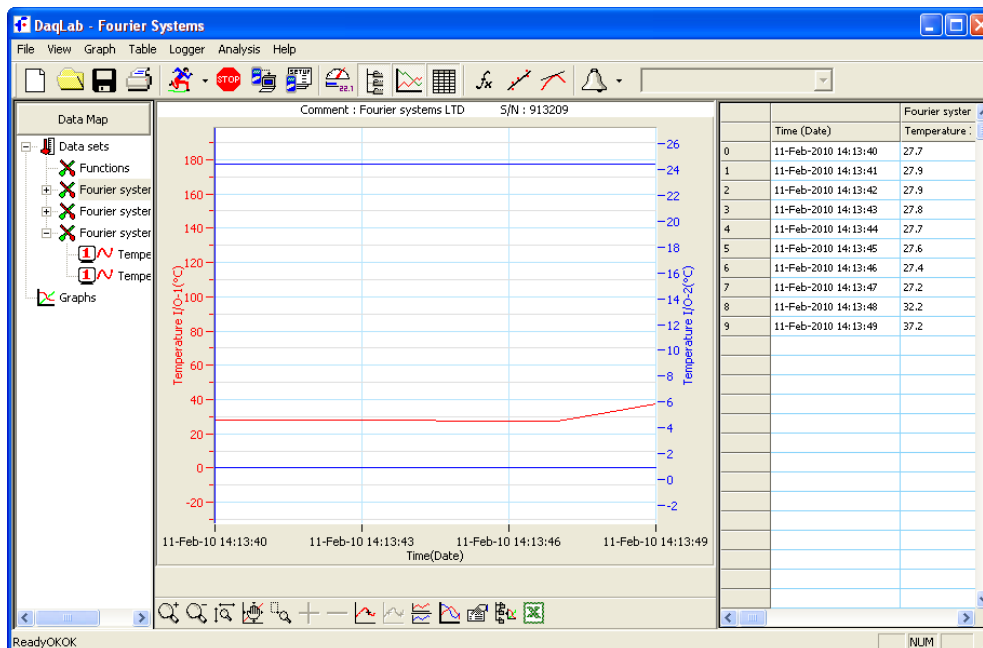 DaqLab - Fourier Systems
File View Graph Table Logger Analysis Help
STOP SETUP 22.1 fx
Data Map
Data sets
Functions
Fourier syster
Fourier syster
Fourier syster
1 Tempe
1 Tempe
Graphs
Comment : Fourier systems LTD S/N : 913209
180
160
140
120
100
80
60
40
20
0
-20
Temperature I/O-1(°C)
26
24
22
20
18
16
14
12
10
8
6
4
2
0
-2
Temperature I/O-2(°C)
11-Feb-10 14:13:40 11-Feb-10 14:13:43 11-Feb-10 14:13:46 11-Feb-10 14:13:49
Time(Date)
Fourier syster
Time (Date) Temperature
0 11-Feb-2010 14:13:40 27.7
1 11-Feb-2010 14:13:41 27.9
2 11-Feb-2010 14:13:42 27.9
3 11-Feb-2010 14:13:43 27.8
4 11-Feb-2010 14:13:44 27.7
5 11-Feb-2010 14:13:45 27.6
6 11-Feb-2010 14:13:46 27.4
7 11-Feb-2010 14:13:47 27.2
8 11-Feb-2010 14:13:48 32.2
9 11-Feb-2010 14:13:49 37.2
ReadyOKOK
NUM